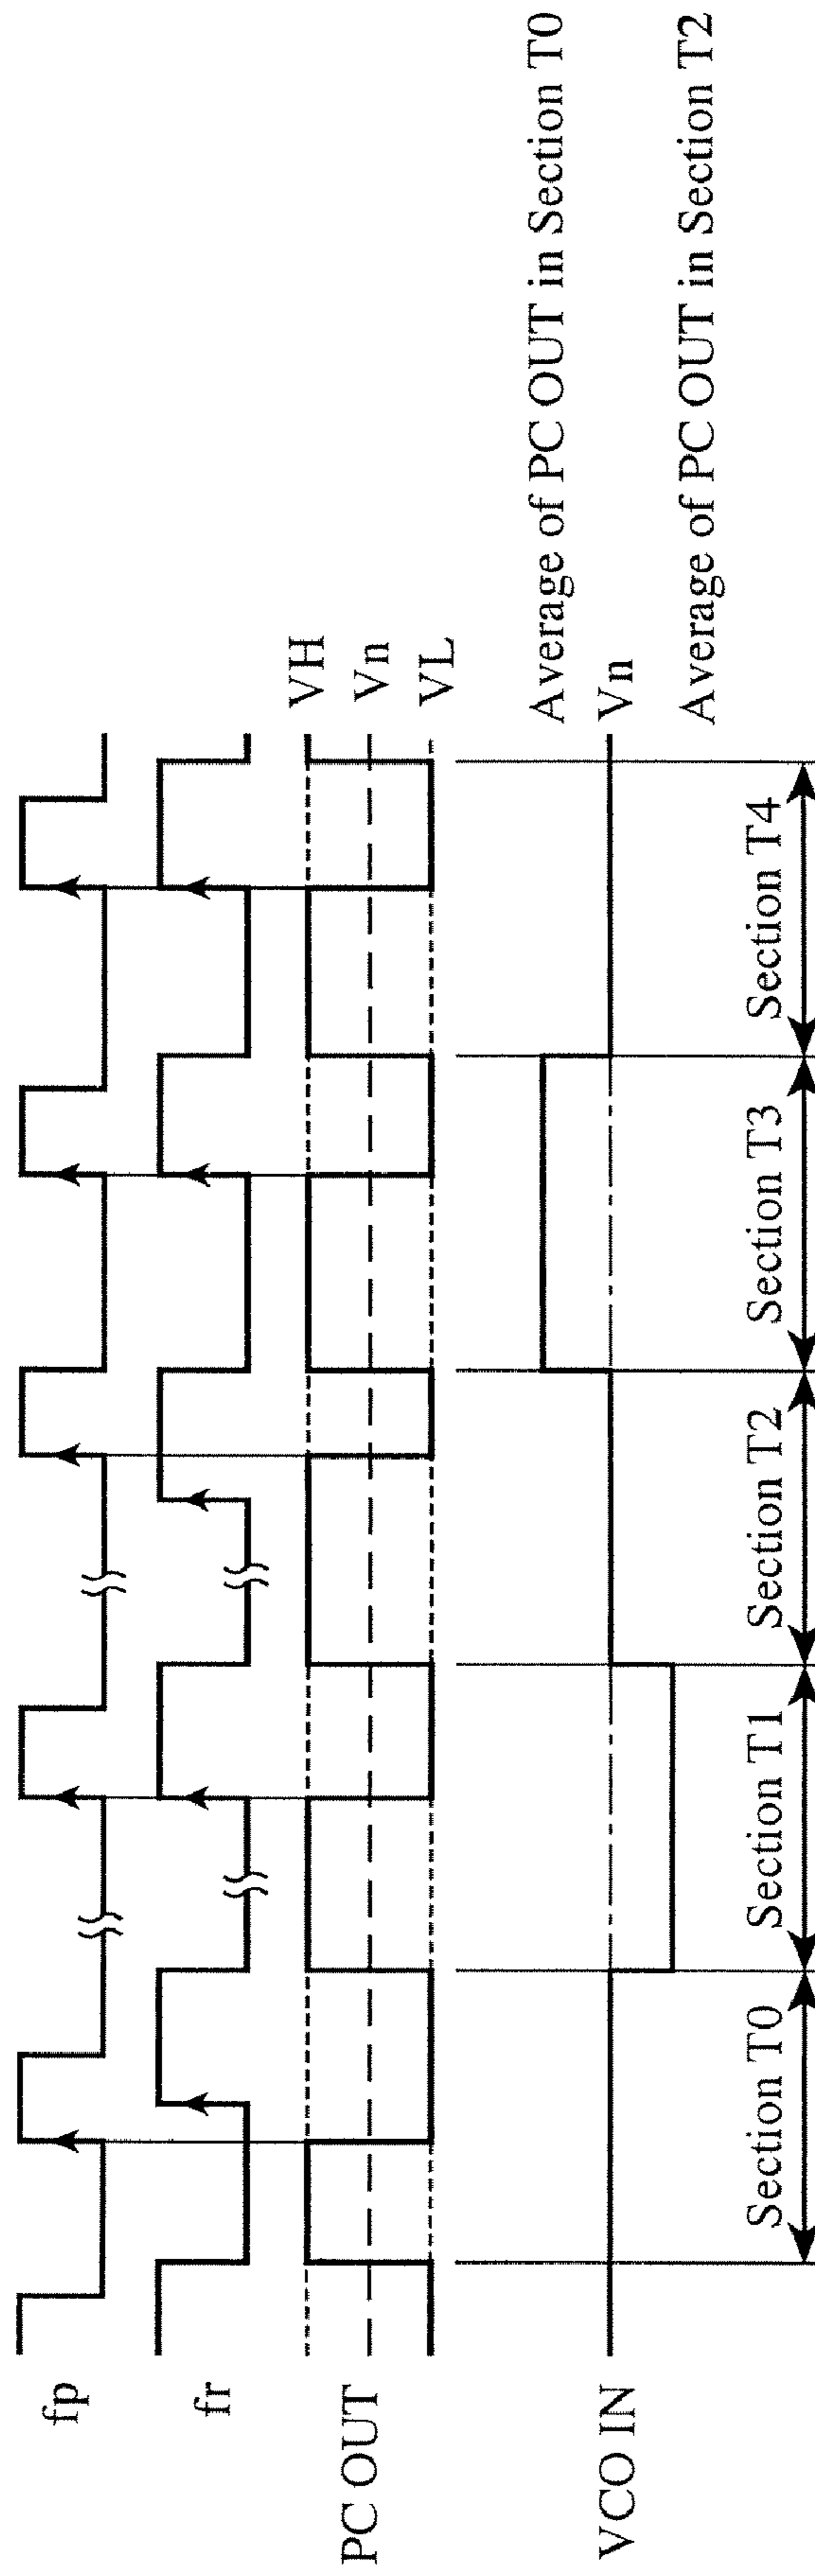 fp
fr
PC OUT
VH
Vn
VL
VCO IN
Average of PC OUT in Section T0
Vn
Average of PC OUT in Section T2
Section T0
Section T1
Section T2
Section T3
Section T4